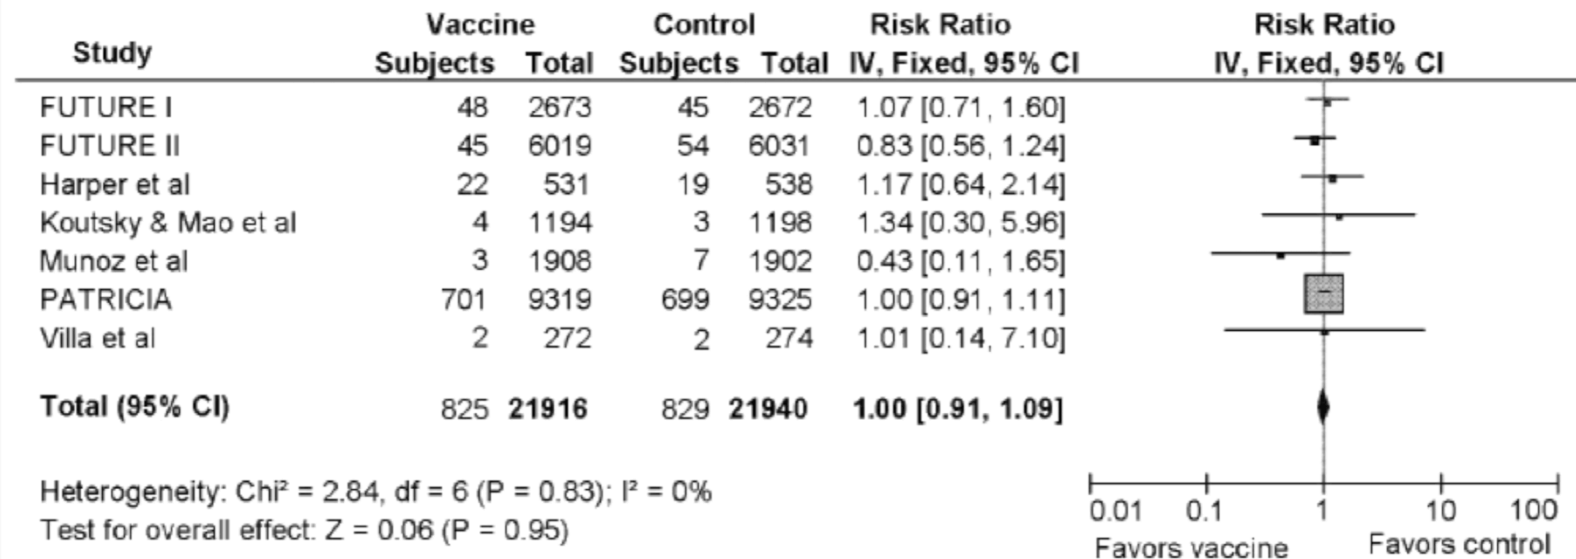 Vaccine Control Risk Ratio Risk Ratio
Study Subjects Total Subjects Total IV, Fixed, 95% CI IV, Fixed, 95% CI
FUTURE I 48 2673 45 2672 1.07 [0.71, 1.60]
FUTURE II 45 6019 54 6031 0.83 [0.56, 1.24]
Harper et al 22 531 19 538 1.17 [0.64, 2.14]
Koutsky & Mao et al 4 1194 3 1198 1.34 [0.30, 5.96]
Munoz et al 3 1908 7 1902 0.43 [0.11, 1.65]
PATRICIA 701 9319 699 9325 1.00 [0.91, 1.11]
Villa et al 2 272 2 274 1.01 [0.14, 7.10]
Total (95% CI) 825 21916 829 21940 1.00 [0.91, 1.09]
Heterogeneity: Chi² = 2.84, df = 6 (P = 0.83); I² = 0%
Test for overall effect: Z = 0.06 (P = 0.95)
0.01 0.1 1 10 100
Favors vaccine Favors control